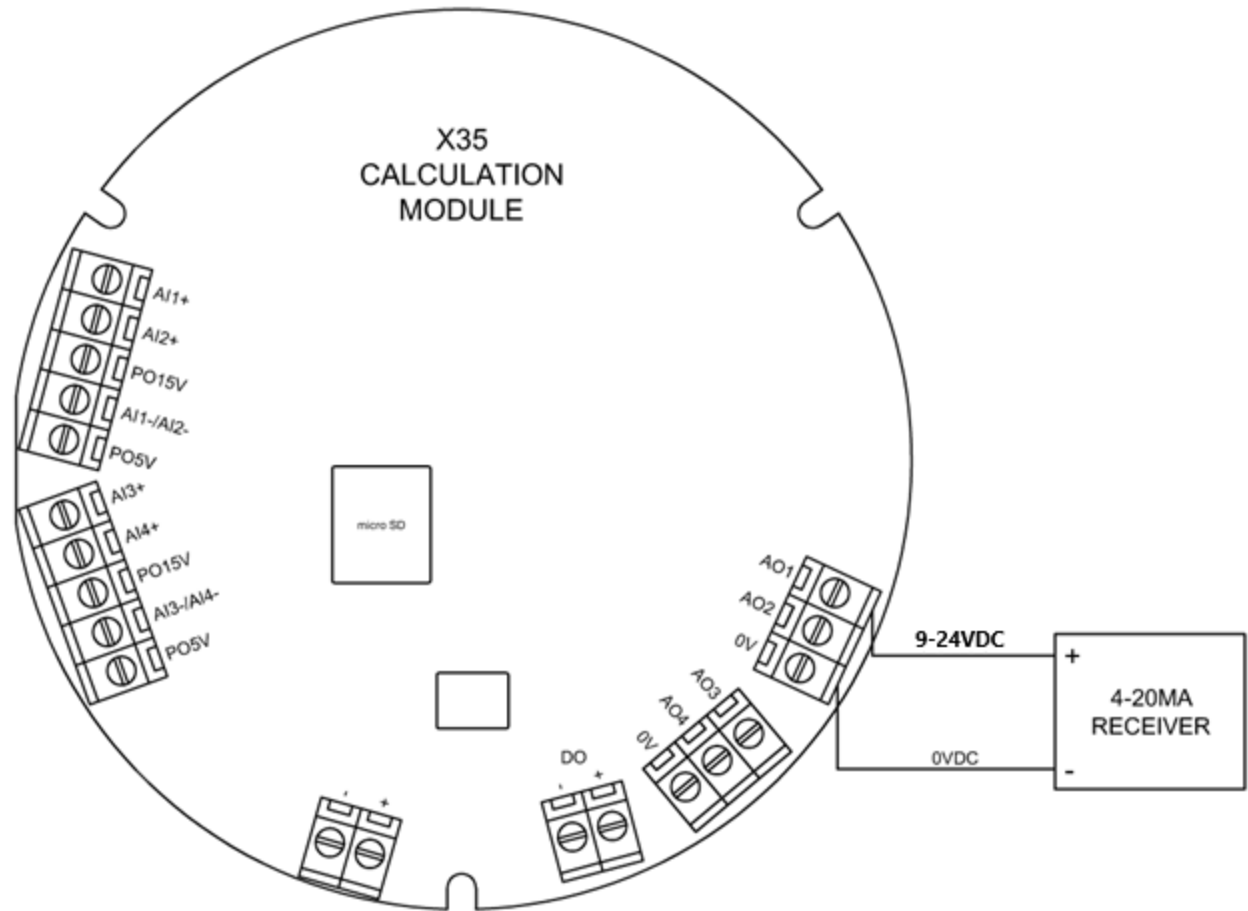 X35
CALCULATION
MODULE
AI1+
AI2+
PO15V
AI1-/AI2-
PO5V
AI3+
AI4+
PO15V
AI3-/AI4-
PO5V
micro SD
AO1
AO2
0V
9-24VDC
+
4-20MA
RECEIVER
0VDC
-
AO3
AO4
0V
DO
- +
- +